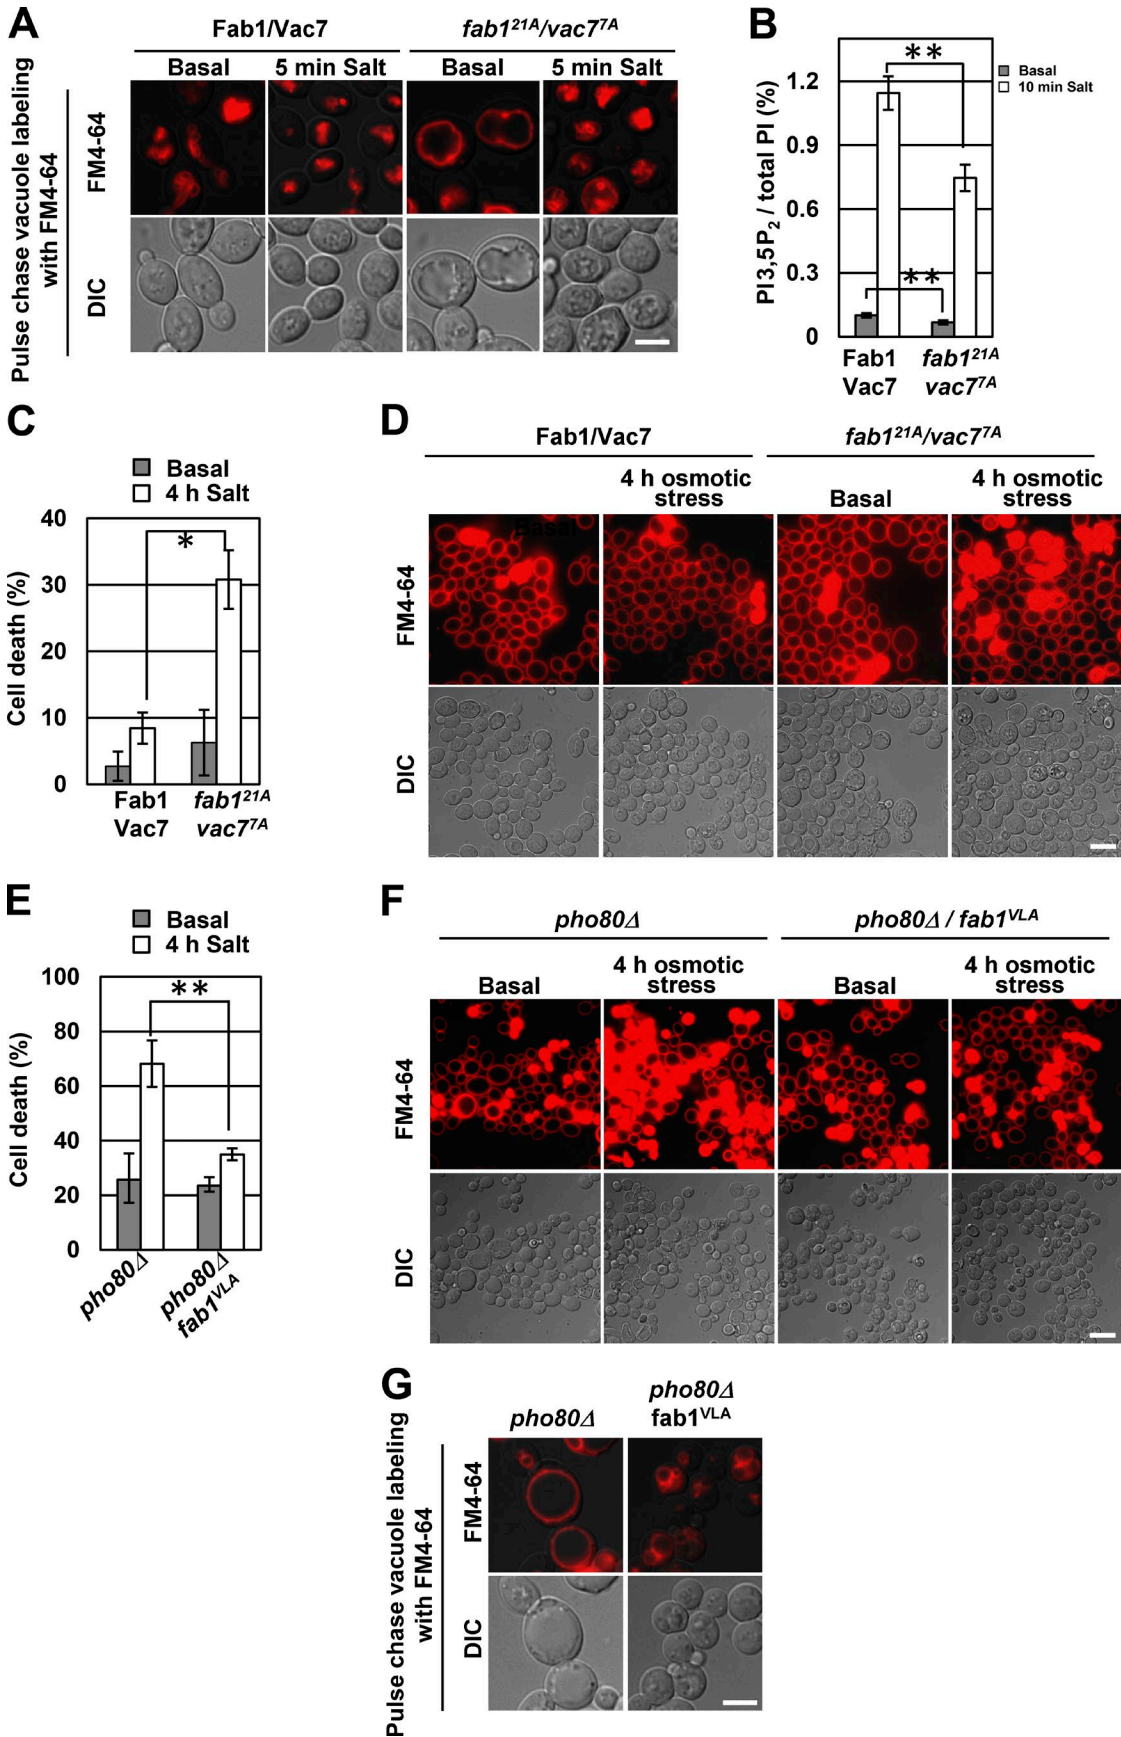 A
Fab1/Vac7
fab1²¹ᴬ/vac7⁷ᴬ
Basal
5 min Salt
Basal
5 min Salt
Pulse chase vacuole labeling
with FM4-64
FM4-64
DIC
B
Basal
10 min Salt
PI3,5P₂ / total PI (%)
1.2
0.9
0.6
0.3
0
**
**
Fab1
Vac7
fab1²¹ᴬ
vac7⁷ᴬ
C
Basal
4 h Salt
Cell death (%)
40
30
20
10
0
*
Fab1
Vac7
fab1²¹ᴬ
vac7⁷ᴬ
D
Fab1/Vac7
fab1²¹ᴬ/vac7⁷ᴬ
Basal
4 h osmotic
stress
Basal
4 h osmotic
stress
FM4-64
DIC
E
Basal
4 h Salt
Cell death (%)
100
80
60
40
20
0
**
pho80Δ
pho80Δ
fab1ⱽᴸᴬ
F
pho80Δ
pho80Δ / fab1ⱽᴸᴬ
Basal
4 h osmotic
stress
Basal
4 h osmotic
stress
FM4-64
DIC
G
pho80Δ
pho80Δ
fab1ⱽᴸᴬ
Pulse chase vacuole labeling
with FM4-64
FM4-64
DIC